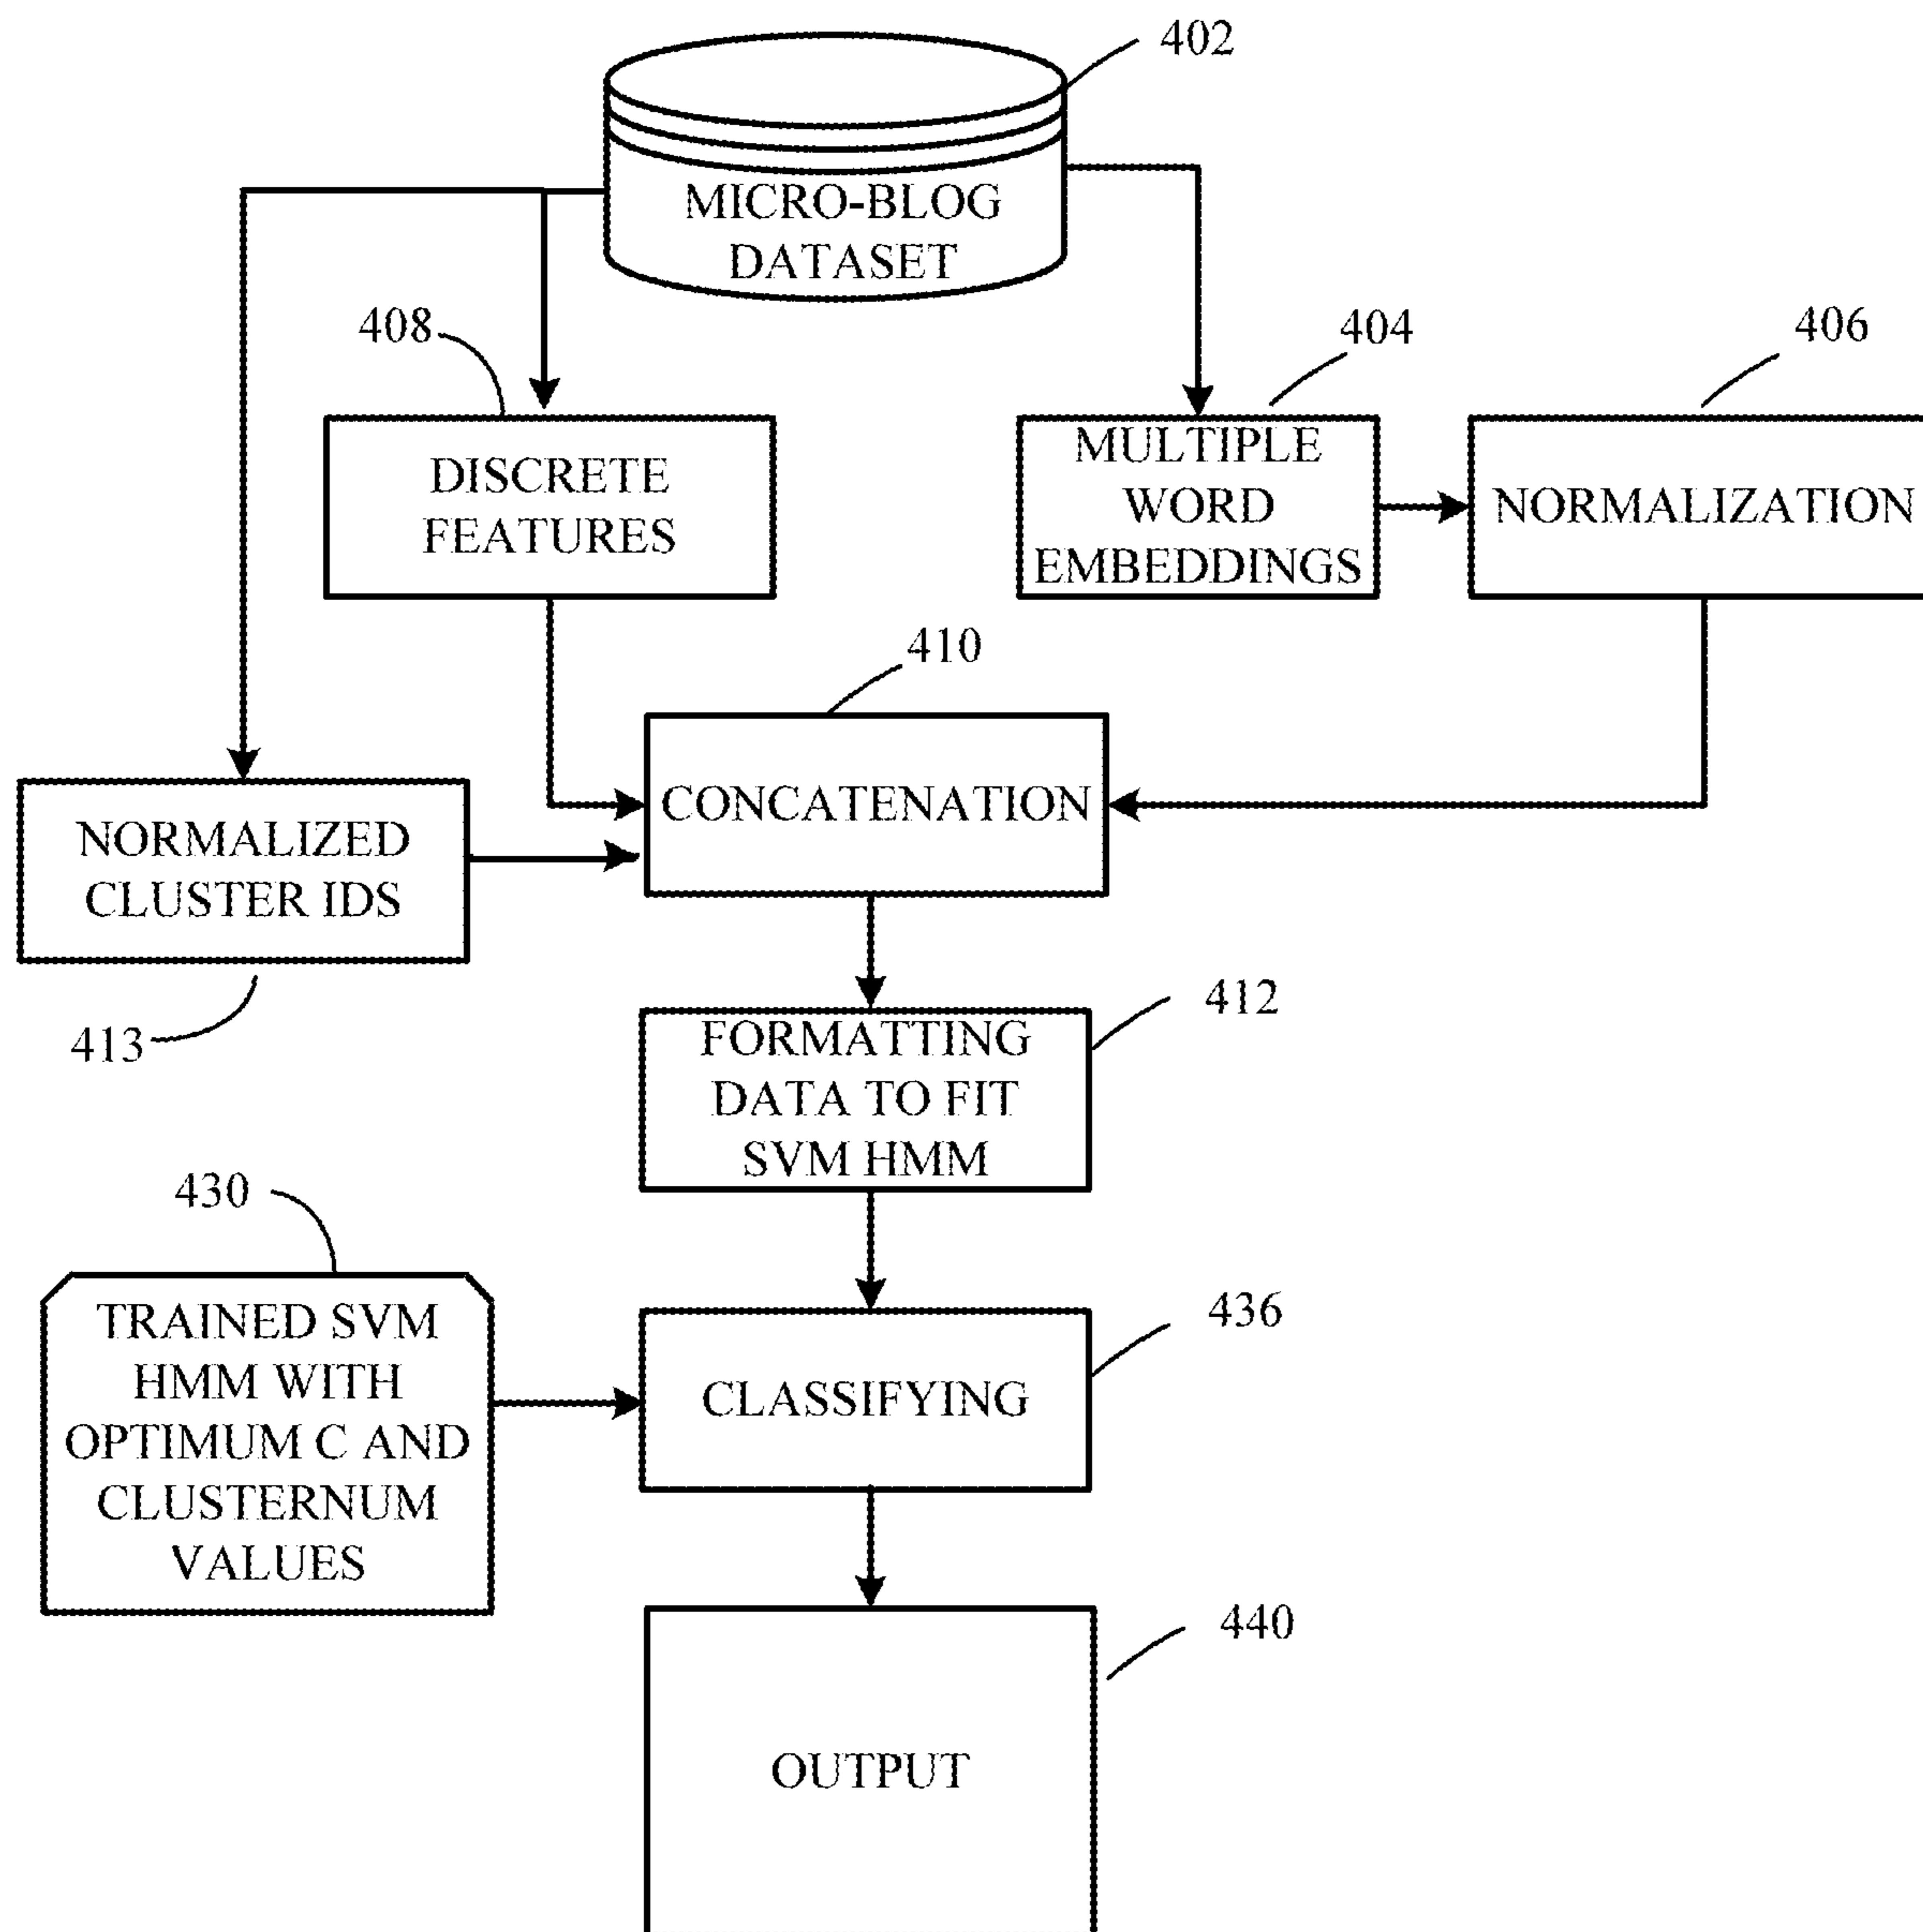 402
MICRO-BLOG
DATASET
408
404
406
DISCRETE
FEATURES
MULTIPLE
WORD
EMBEDDINGS
NORMALIZATION
410
CONCATENATION
NORMALIZED
CLUSTER IDS
413
412
FORMATTING
DATA TO FIT
SVM HMM
430
TRAINED SVM
HMM WITH
OPTIMUM C AND
CLUSTERNUM
VALUES
436
CLASSIFYING
440
OUTPUT